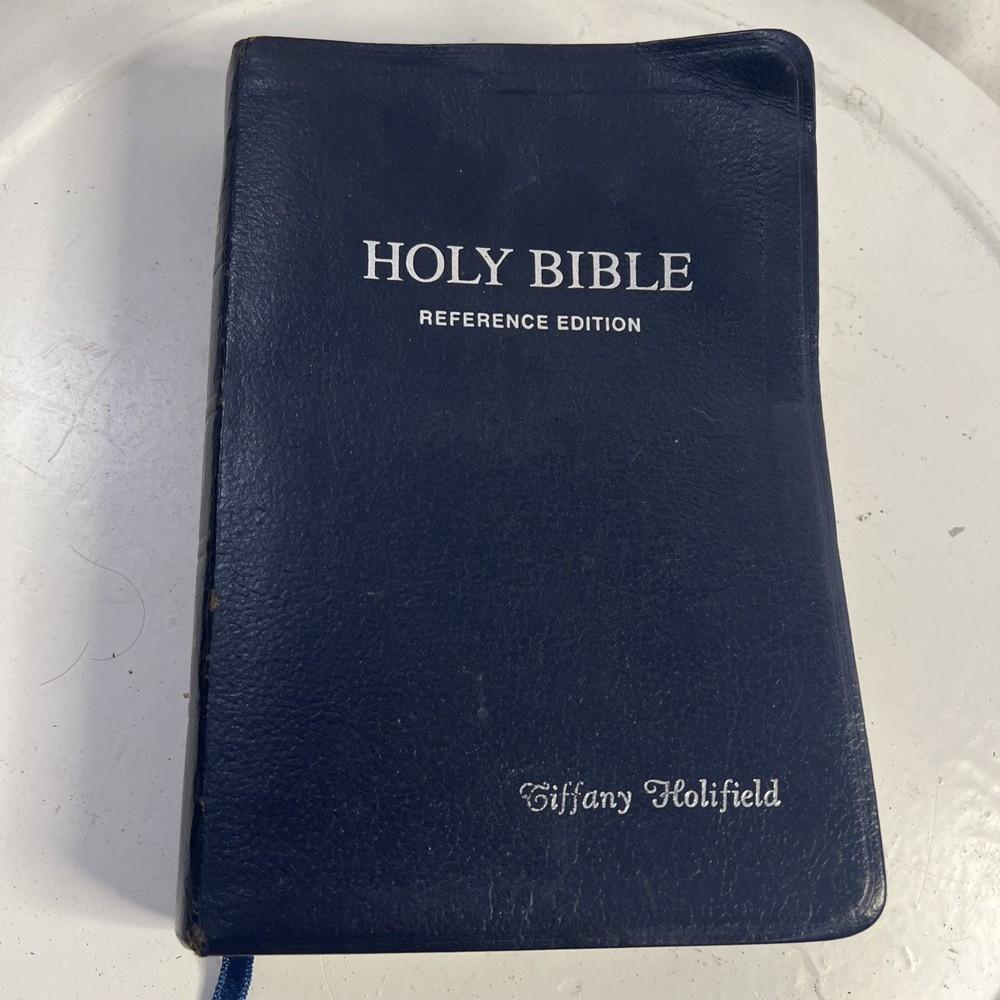 HOLY BIBLE
REFERENCE EDITION
Tiffany Holifield